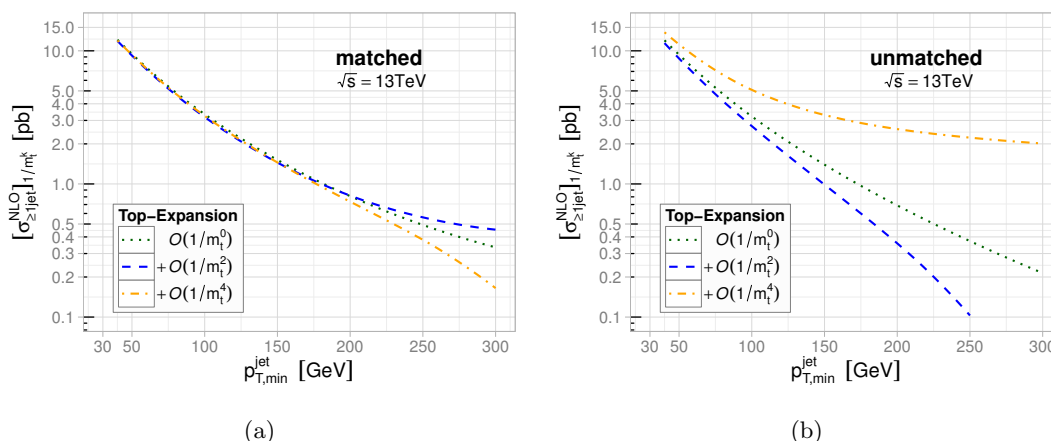 15.0
10.0
5.0
4.0
3.0
2.0
1.0
0.5
0.4
0.3
0.2
0.1
[σ^NLO_≥1jet]_1/m_t^k [pb]
matched
√s = 13TeV
Top−Expansion
O(1/m_t^0)
+O(1/m_t^2)
+O(1/m_t^4)
30 50 100 150 200 250 300
p_T,min^jet [GeV]
(a)
15.0
10.0
5.0
4.0
3.0
2.0
1.0
0.5
0.4
0.3
0.2
0.1
[σ^NLO_≥1jet]_1/m_t^k [pb]
unmatched
√s = 13TeV
Top−Expansion
O(1/m_t^0)
+O(1/m_t^2)
+O(1/m_t^4)
30 50 100 150 200 250 300
p_T,min^jet [GeV]
(b)